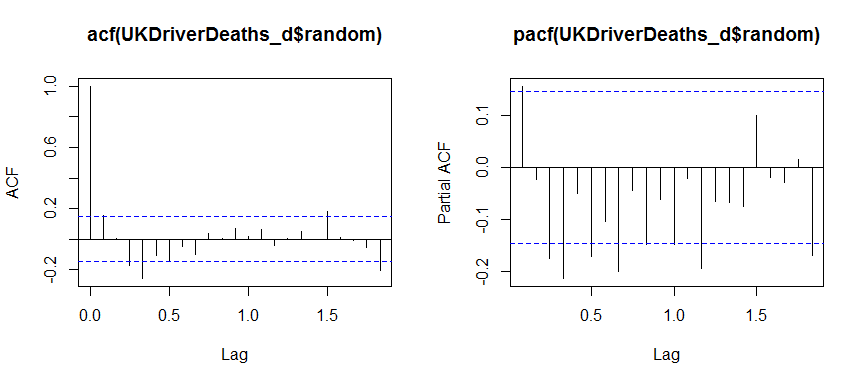 acf(UKDriverDeaths_d$random)
ACF
1.0
0.6
0.2
-0.2
0.0
0.5
1.0
1.5
Lag
pacf(UKDriverDeaths_d$random)
Partial ACF
0.1
0.0
-0.1
-0.2
0.5
1.0
1.5
Lag